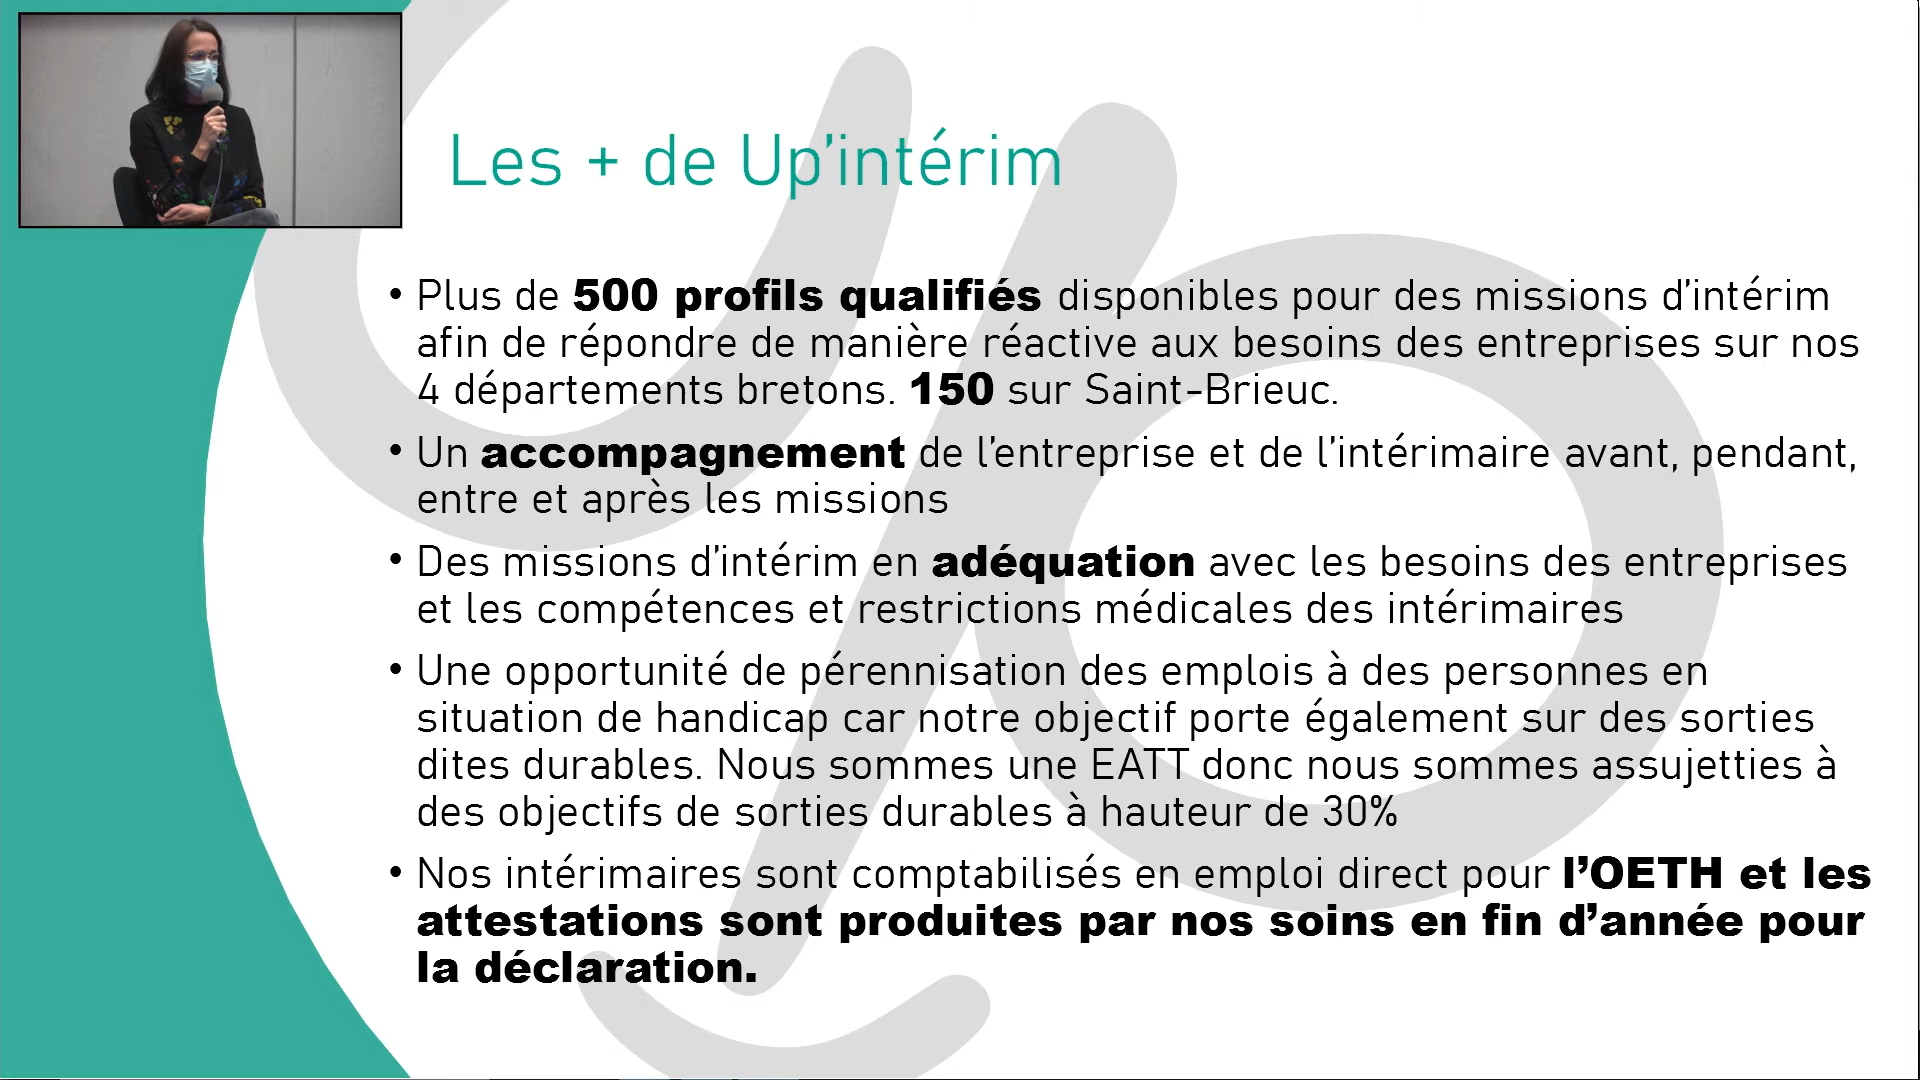 Les + de Up'intérim
• Plus de 500 profils qualifiés disponibles pour des missions d'intérim
afin de répondre de manière réactive aux besoins des entreprises sur nos
4 départements bretons. 150 sur Saint-Brieuc.
• Un accompagnement de l'entreprise et de l'intérimaire avant, pendant,
entre et après les missions
• Des missions d'intérim en adéquation avec les besoins des entreprises
et les compétences et restrictions médicales des intérimaires
• Une opportunité de pérennisation des emplois à des personnes en
situation de handicap car notre objectif porte également sur des sorties
dites durables. Nous sommes une EATT donc nous sommes assujetties à
des objectifs de sorties durables à hauteur de 30%
• Nos intérimaires sont comptabilisés en emploi direct pour l'OETH et les
attestations sont produites par nos soins en fin d'année pour
la déclaration.